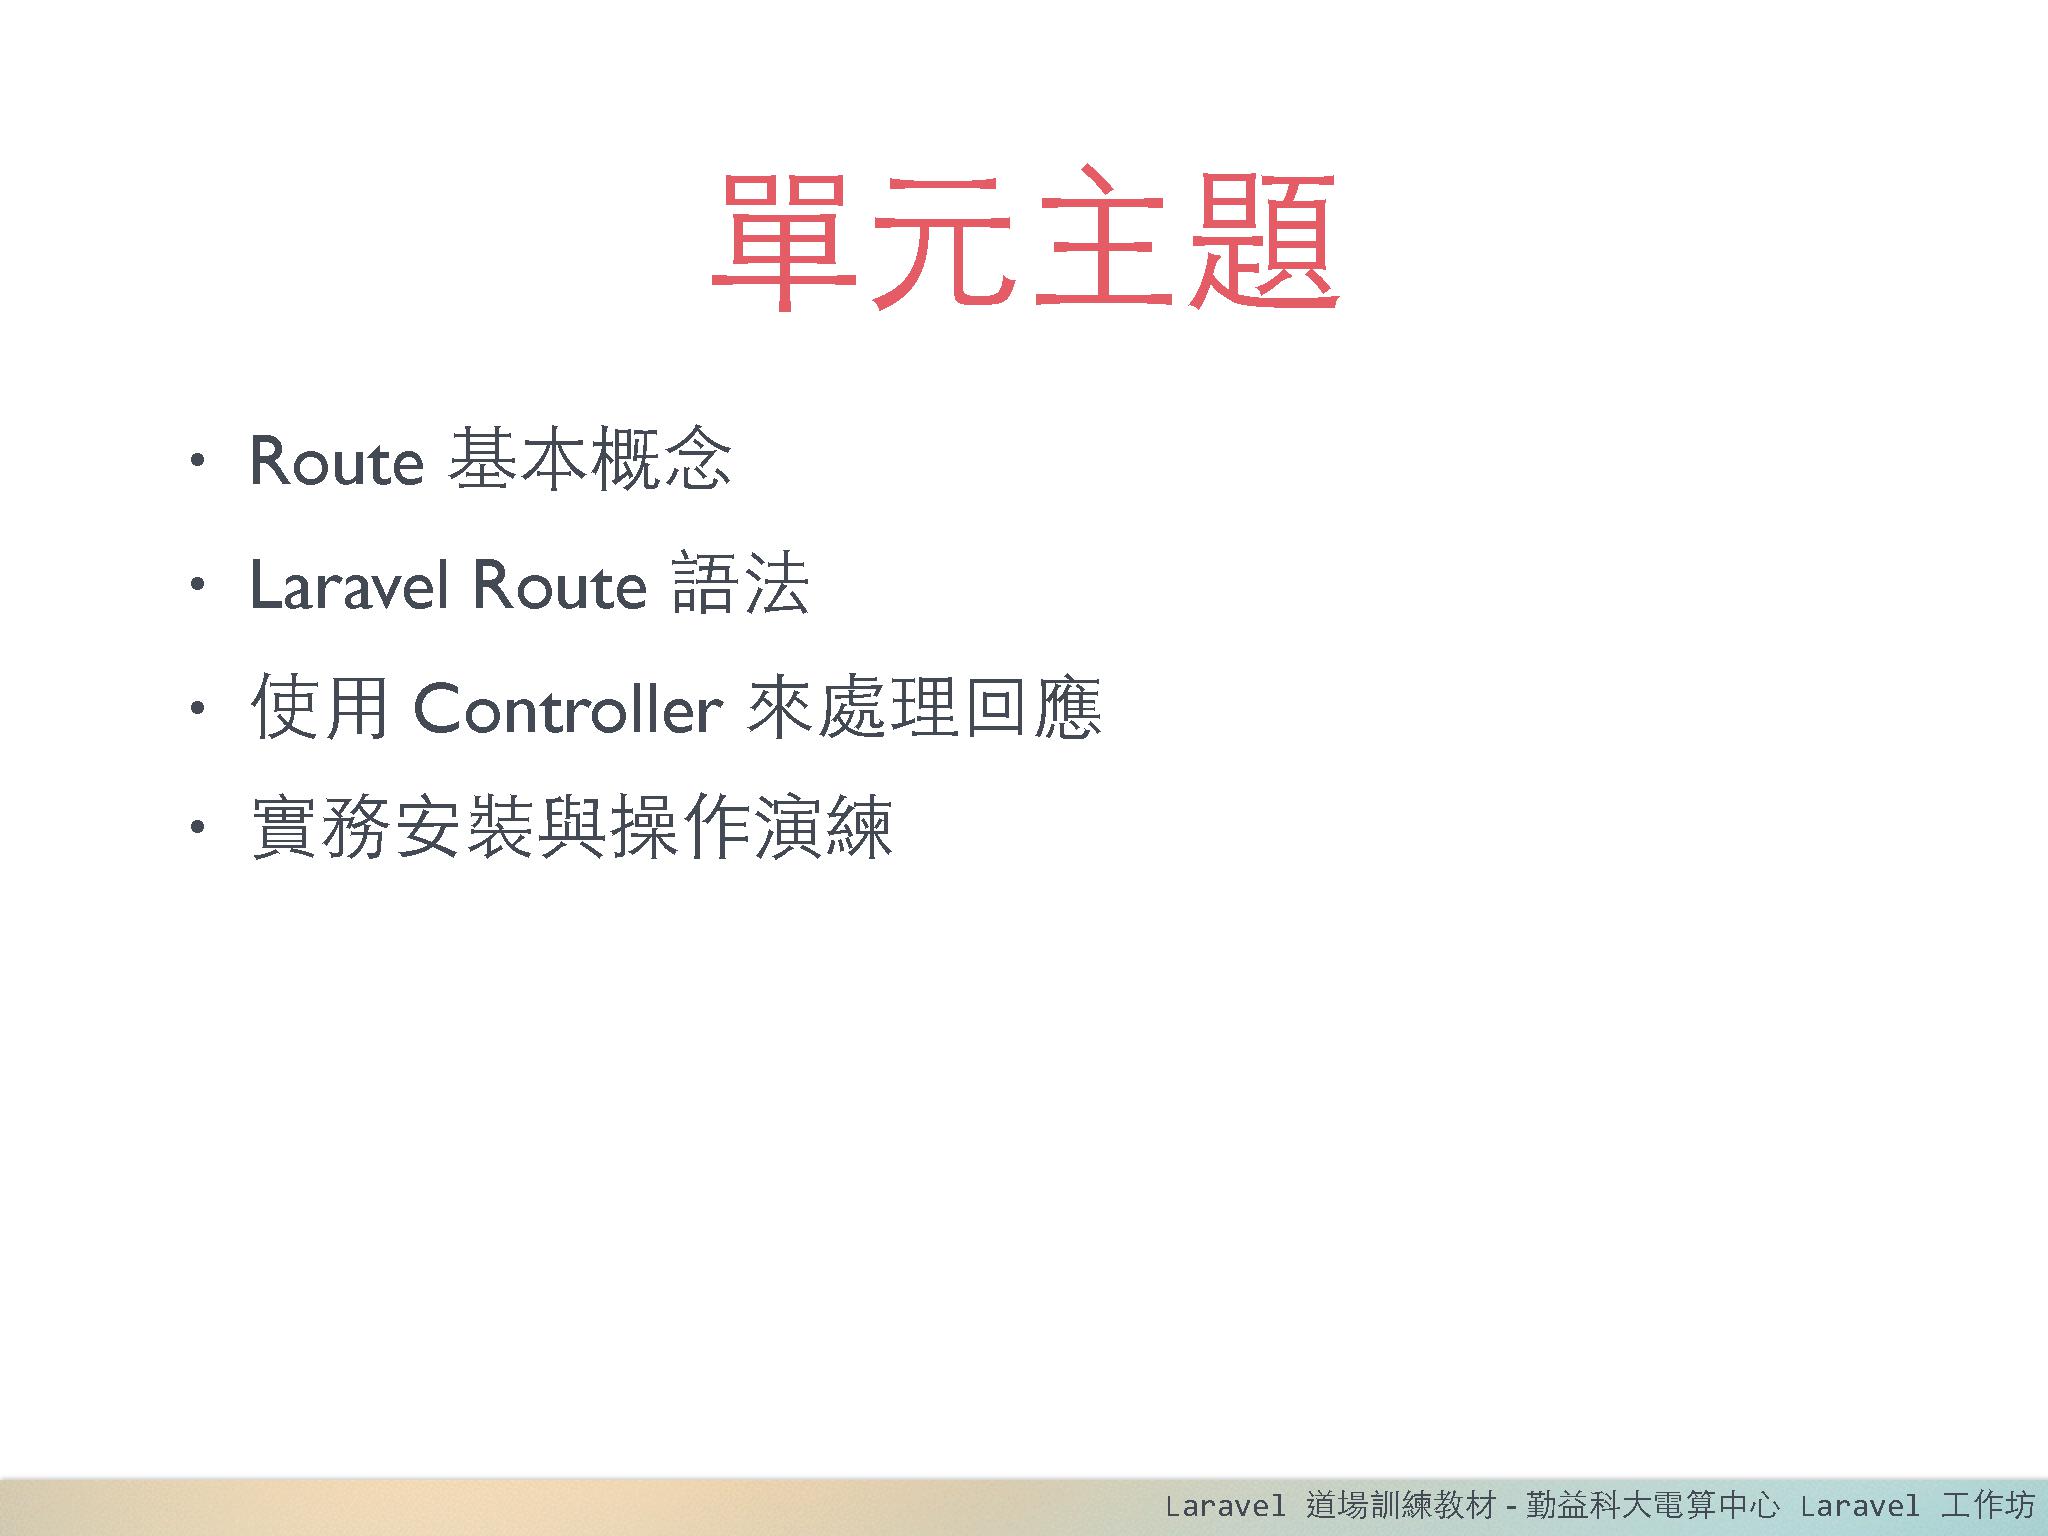 單元主題
• Route 基本概念
• Laravel Route 語法
• 使用 Controller 來處理回應
• 實務安裝與操作演練
Laravel 道場訓練教材 - 勤益科大電算中心 Laravel 工作坊